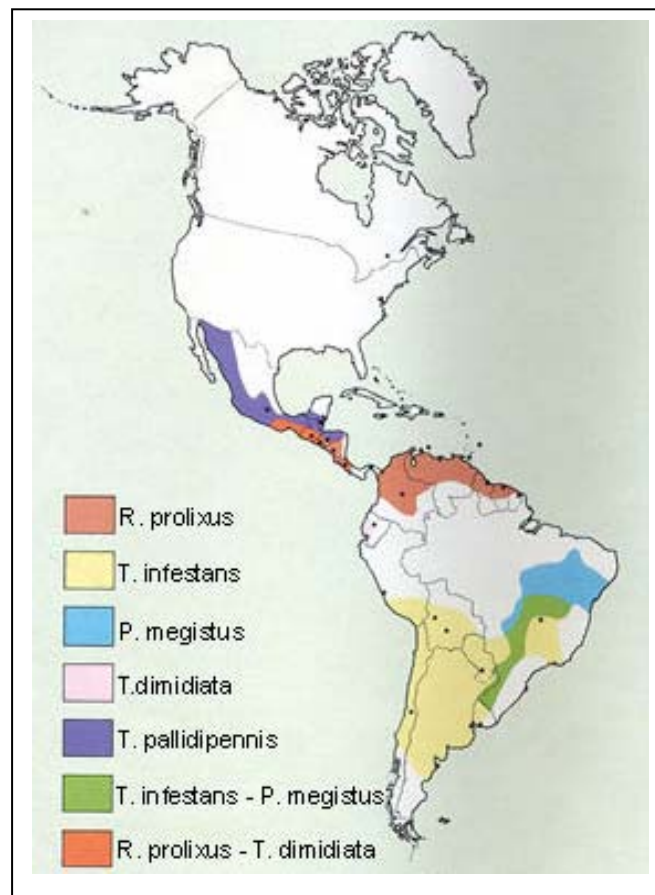 R. prolixus
T. infestans
P. megistus
T.dimidiata
T. pallidipennis
T. infestans - P. megistus
R. prolixus - T. dimidiata